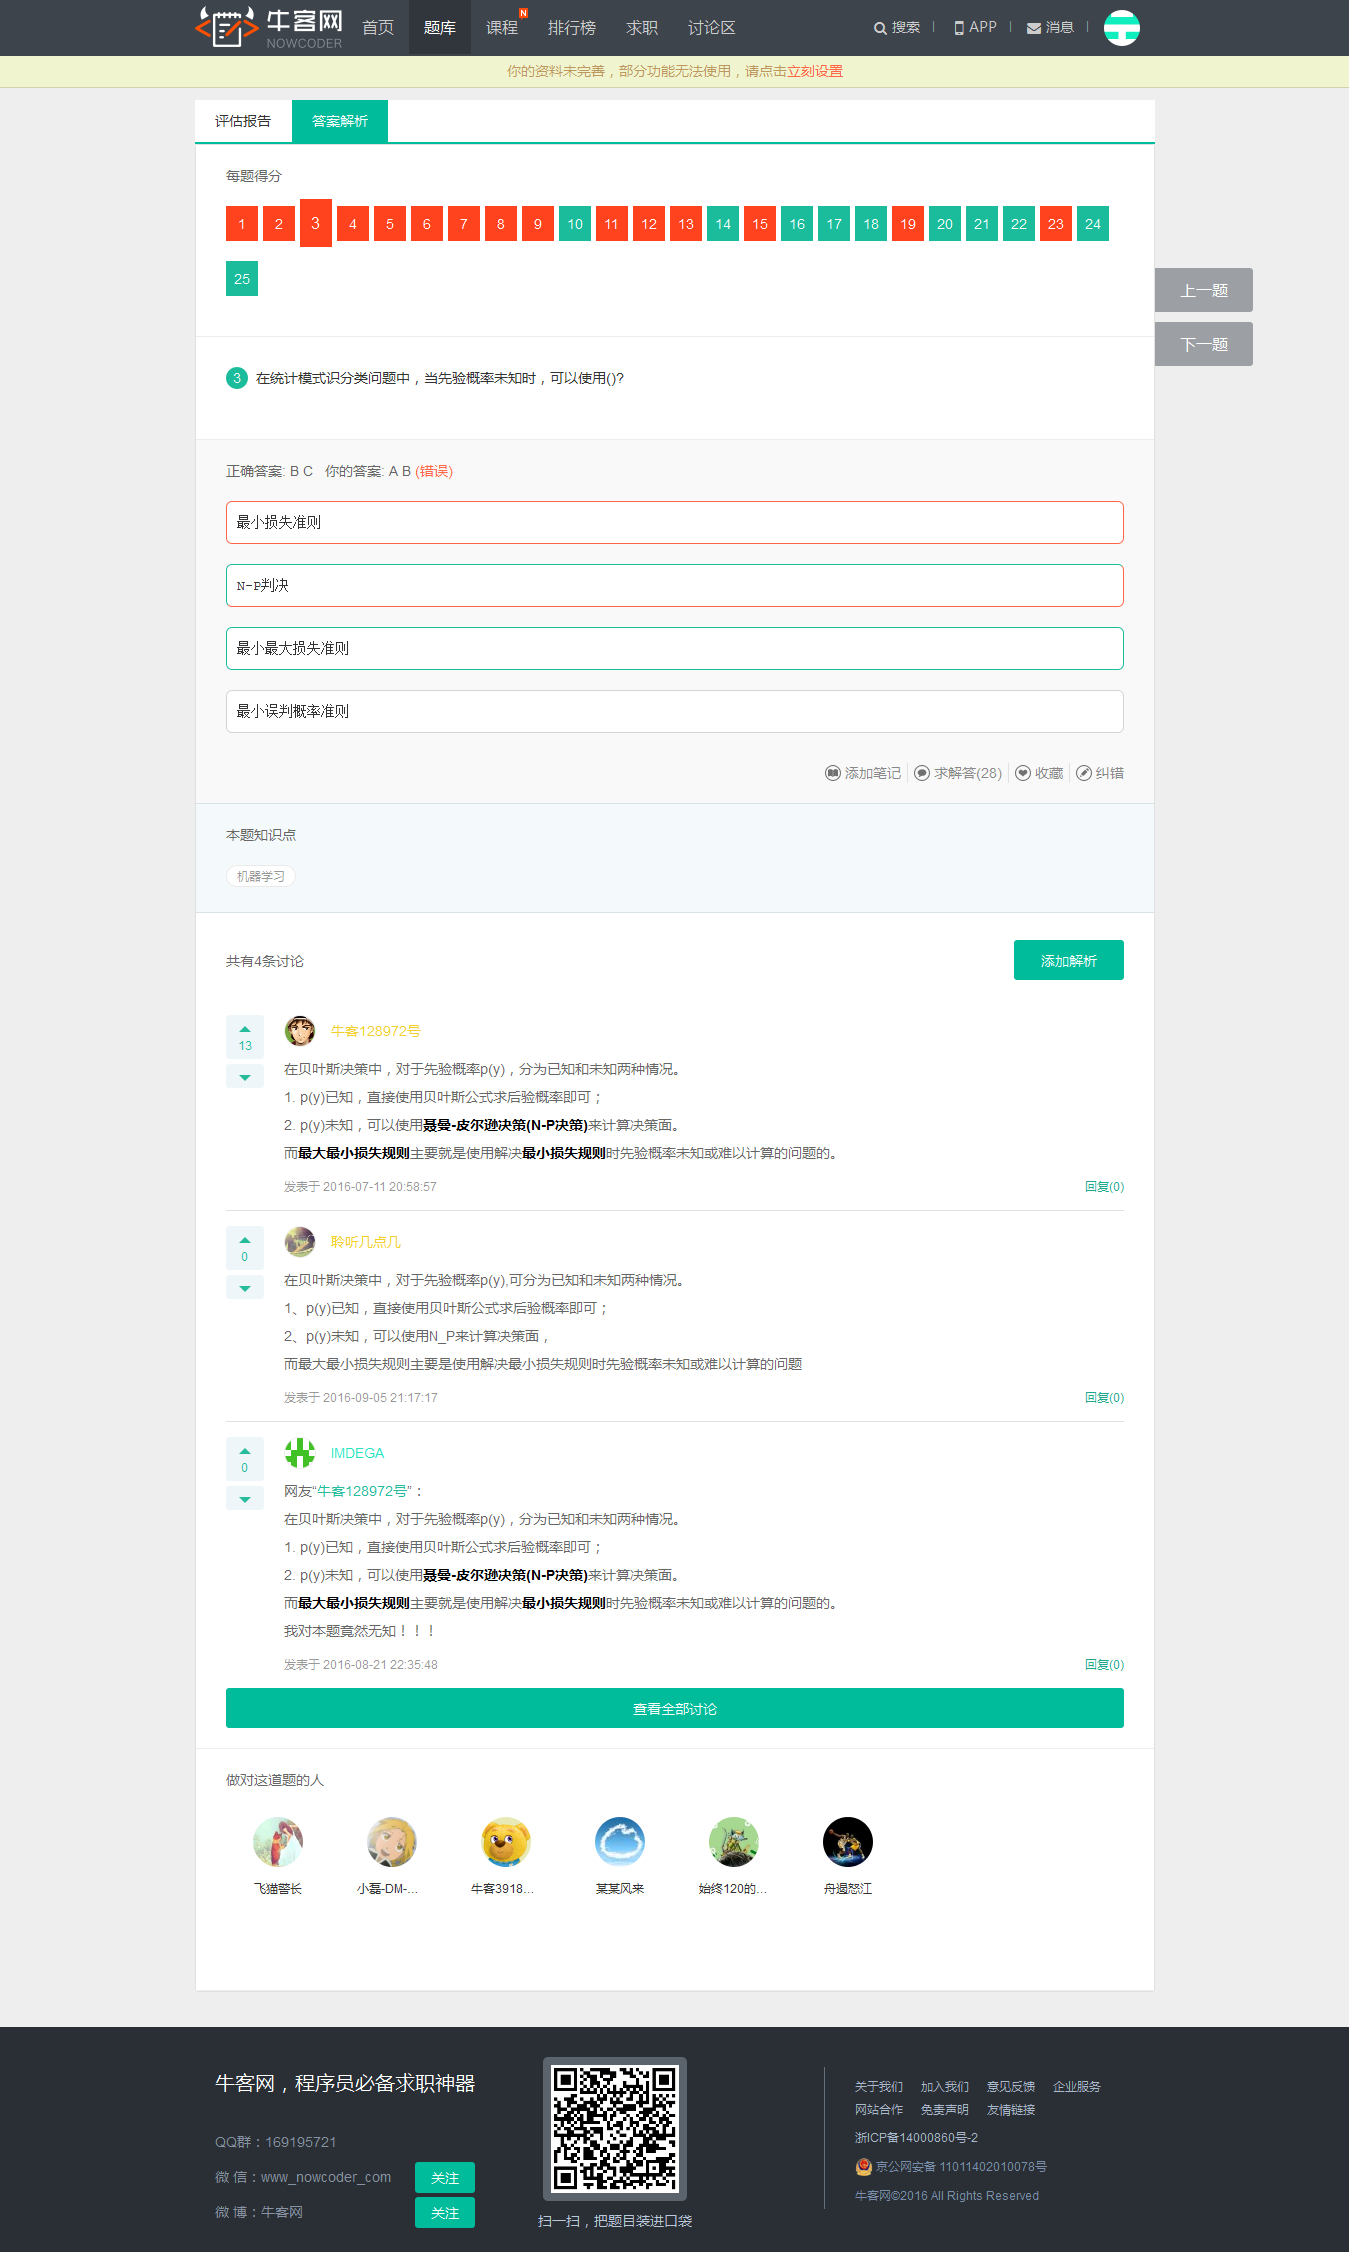 牛客网
NOWCODER
首页 题库 课程 N 排行榜 求职 讨论区 搜索 APP 消息
你的资料未完善，部分功能无法使用，请点击立刻设置
评估报告 答案解析
每题得分
1 2 3 4 5 6 7 8 9 10 11 12 13 14 15 16 17 18 19 20 21 22 23 24
25
上一题
下一题
3 在统计模式识分类问题中，当先验概率未知时，可以使用()?
正确答案: B C 你的答案: A B (错误)
最小损失准则
N-P判决
最小最大损失准则
最小误判概率准则
添加笔记 求解答(28) 收藏 纠错
本题知识点
机器学习
共有4条讨论 添加解析
13
牛客128972号
在贝叶斯决策中，对于先验概率p(y)，分为已知和未知两种情况。
1. p(y)已知，直接使用贝叶斯公式求后验概率即可；
2. p(y)未知，可以使用聂曼-皮尔逊决策(N-P决策)来计算决策面。
而最大最小损失规则主要就是使用解决最小损失规则时先验概率未知或难以计算的问题的。
发表于 2016-07-11 20:58:57 回复(0)
0
聆听几点几
在贝叶斯决策中，对于先验概率p(y),可分为已知和未知两种情况。
1、p(y)已知，直接使用贝叶斯公式求后验概率即可；
2、p(y)未知，可以使用N_P来计算决策面，
而最大最小损失规则主要是使用解决最小损失规则时先验概率未知或难以计算的问题
发表于 2016-09-05 21:17:17 回复(0)
0
IMDEGA
网友“牛客128972号”：
在贝叶斯决策中，对于先验概率p(y)，分为已知和未知两种情况。
1. p(y)已知，直接使用贝叶斯公式求后验概率即可；
2. p(y)未知，可以使用聂曼-皮尔逊决策(N-P决策)来计算决策面。
而最大最小损失规则主要就是使用解决最小损失规则时先验概率未知或难以计算的问题的。
我对本题竟然无知！！！
发表于 2016-08-21 22:35:48 回复(0)
查看全部讨论
做对这道题的人
飞猫警长 小磊-DM-... 牛客3918... 某某风来 始终120的... 舟遏怒江
牛客网，程序员必备求职神器
QQ群：169195721
微 信：www_nowcoder_com 关注
微 博：牛客网 关注
扫一扫，把题目装进口袋
关于我们 加入我们 意见反馈 企业服务
网站合作 免责声明 友情链接
浙ICP备14000860号-2
京公网安备 11011402010078号
牛客网©2016 All Rights Reserved